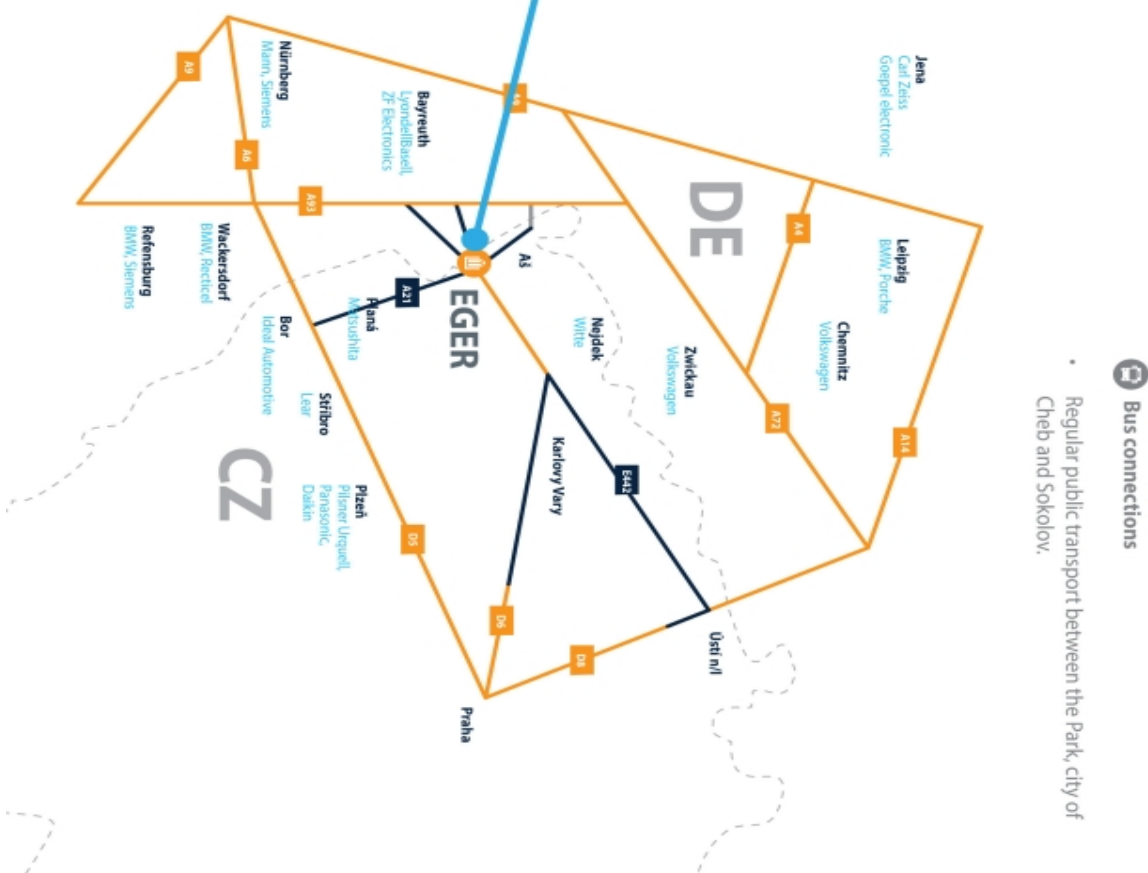 Bus connections
• Regular public transport between the Park, city of
Cheb and Sokolov.
Jena
Carl Zeiss
Goepel electronic
Leipzig
BMW, Porche
A14
Chemnitz
Volkswagen
A4
A72
DE
Zwickau
Volkswagen
Ústí n/l
E442
Nejdek
Witte
D8
Karlovy Vary
A9
Aš
D6
EGER
Praha
Bayreuth
LyondellBasell,
ZF Electronics
A21
D5
Planá
Matsushita
Plzeň
Pilsner Urquell,
Panasonic,
Daikin
A93
Stříbro
Lear
Nürnberg
Mann, Siemens
Bor
Ideal Automotive
CZ
A6
Wackersdorf
BMW, Recticel
A9
Refensburg
BMW, Siemens